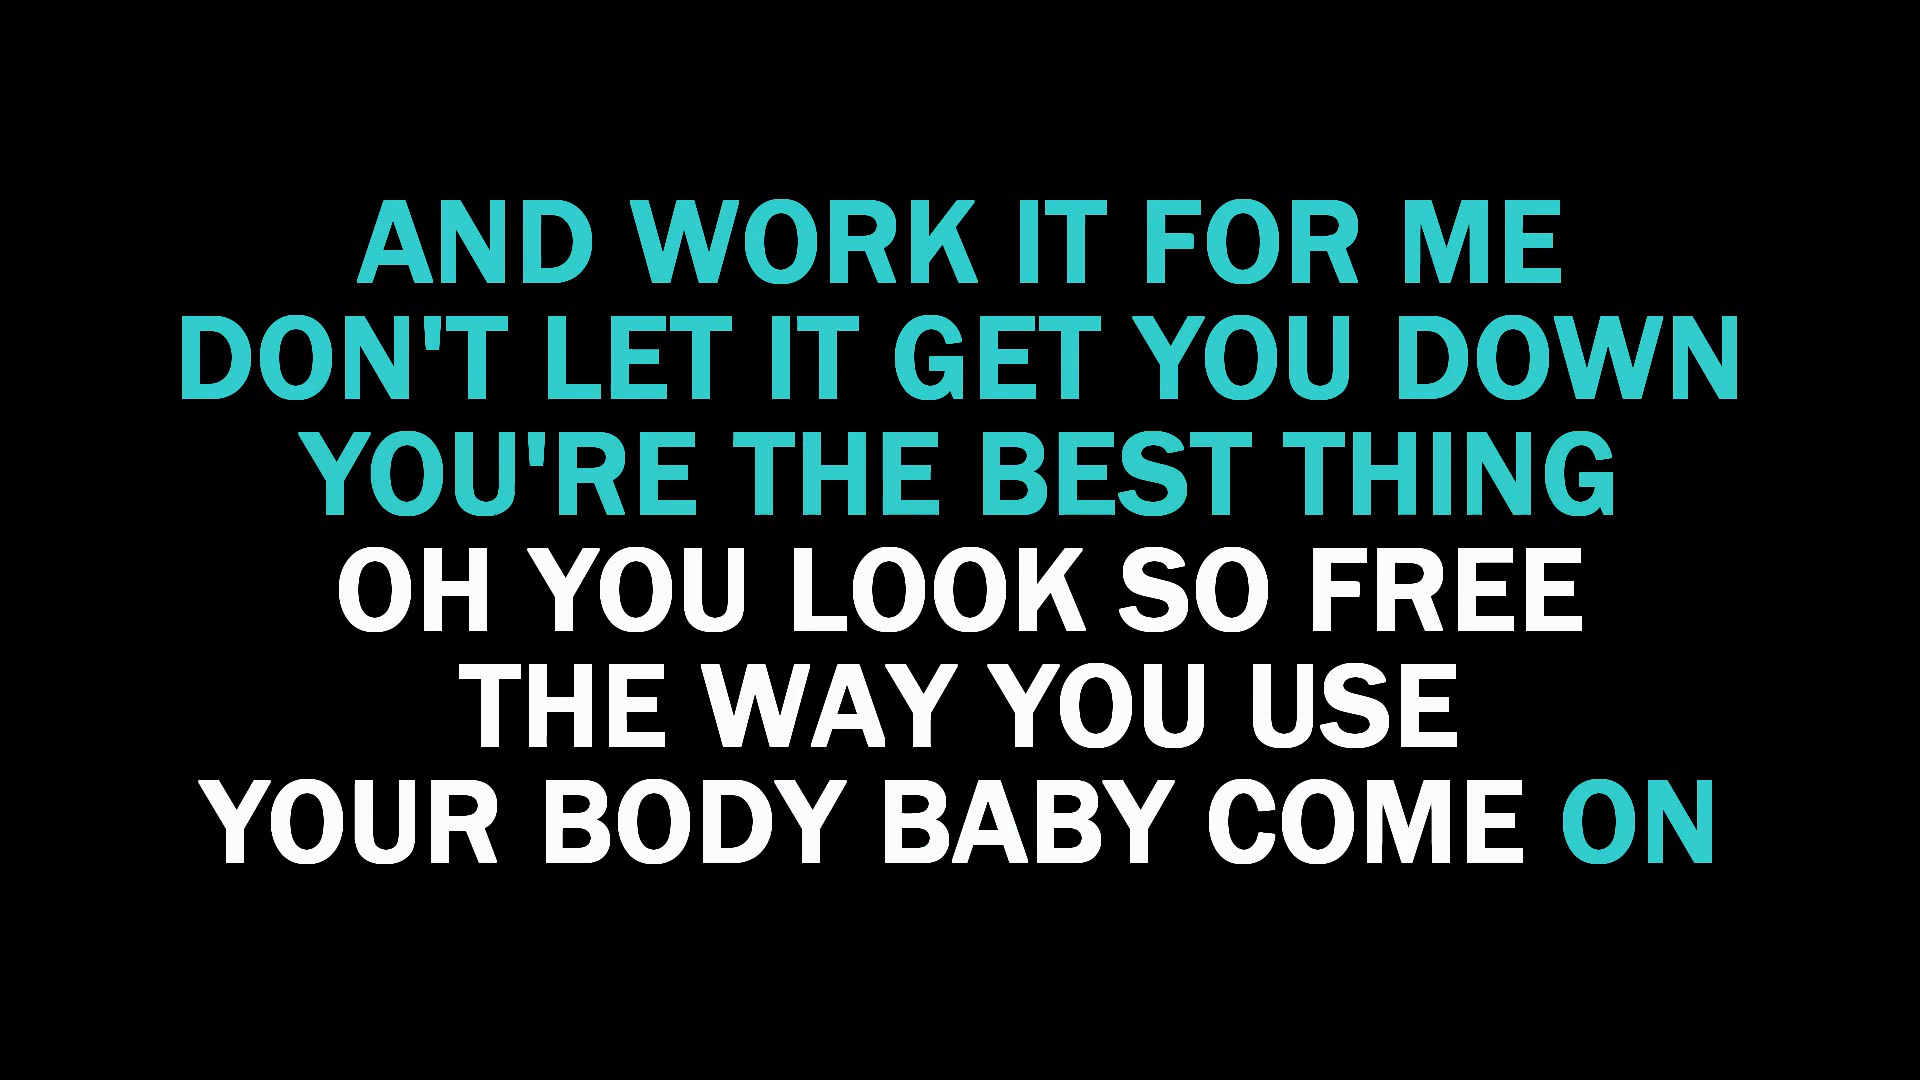 AND WORK IT FOR ME
DON'T LET IT GET YOU DOWN
YOU'RE THE BEST THING
OH YOU LOOK SO FREE
THE WAY YOU USE
YOUR BODY BABY COME ON